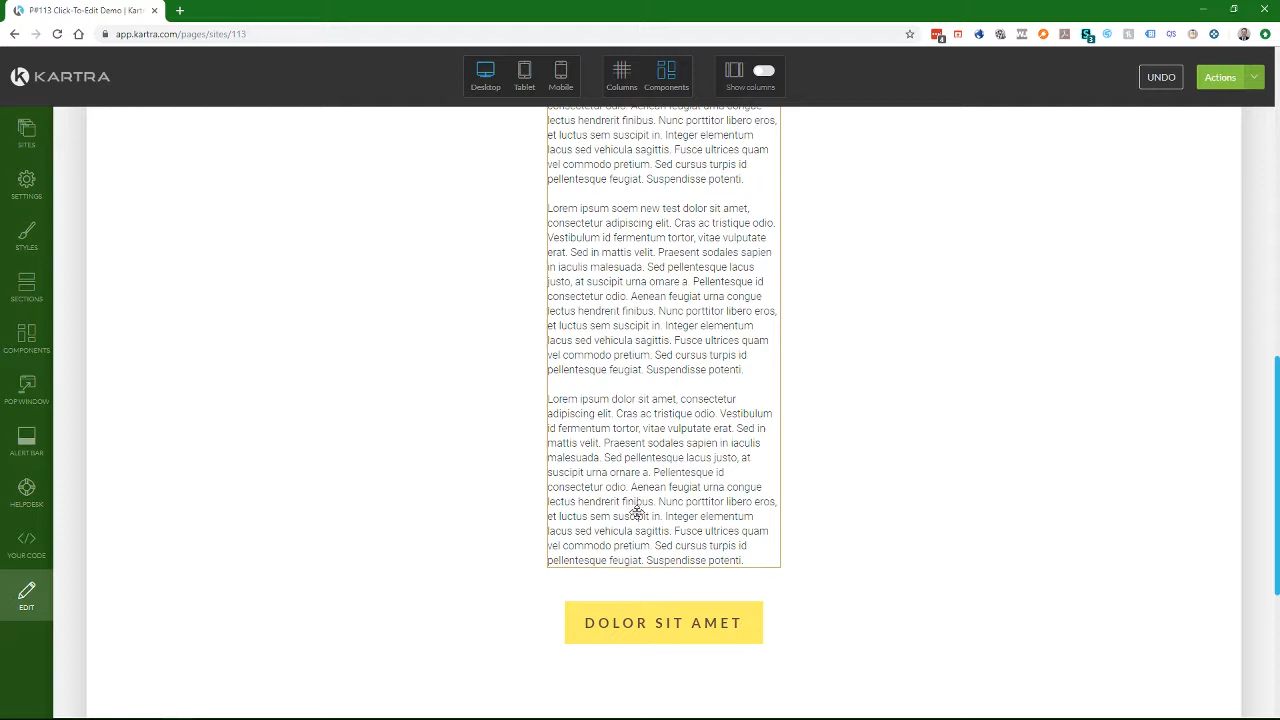 P#113 Click-To-Edit Demo | Kartra
app.kartra.com/pages/sites/113
KARTRA
Desktop
Tablet
Mobile
Columns
Components
Show columns
UNDO
Actions
SITES
SETTINGS
STYLES
SECTIONS
COMPONENTS
POP WINDOW
ALERT BAR
HELPDESK
YOUR CODE
EDIT
consectetur odio. Aenean feugiat urna congue
lectus hendrerit finibus. Nunc porttitor libero eros,
et luctus sem suscipit in. Integer elementum
lacus sed vehicula sagittis. Fusce ultrices quam
vel commodo pretium. Sed cursus turpis id
pellentesque feugiat. Suspendisse potenti.
Lorem ipsum soem new test dolor sit amet,
consectetur adipiscing elit. Cras ac tristique odio.
Vestibulum id fermentum tortor, vitae vulputate
erat. Sed in mattis velit. Praesent sodales sapien
in iaculis malesuada. Sed pellentesque lacus
justo, at suscipit urna ornare a. Pellentesque id
consectetur odio. Aenean feugiat urna congue
lectus hendrerit finibus. Nunc porttitor libero eros,
et luctus sem suscipit in. Integer elementum
lacus sed vehicula sagittis. Fusce ultrices quam
vel commodo pretium. Sed cursus turpis id
pellentesque feugiat. Suspendisse potenti.
Lorem ipsum dolor sit amet, consectetur
adipiscing elit. Cras ac tristique odio. Vestibulum
id fermentum tortor, vitae vulputate erat. Sed in
mattis velit. Praesent sodales sapien in iaculis
malesuada. Sed pellentesque lacus justo, at
suscipit urna ornare a. Pellentesque id
consectetur odio. Aenean feugiat urna congue
lectus hendrerit finibus. Nunc porttitor libero eros,
et luctus sem suscipit in. Integer elementum
lacus sed vehicula sagittis. Fusce ultrices quam
vel commodo pretium. Sed cursus turpis id
pellentesque feugiat. Suspendisse potenti.
DOLOR SIT AMET